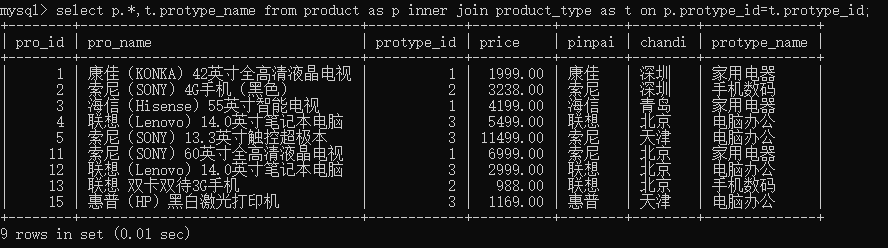 mysql> select p.*,t.protype_name from product as p inner join product_type as t on p.protype_id=t.protype_id;
+--------+---------------------------------------+------------+----------+--------+--------+--------------+
| pro_id | pro_name | protype_id | price | pinpai | chandi | protype_name |
+--------+---------------------------------------+------------+----------+--------+--------+--------------+
| 1 | 康佳（KONKA）42英寸全高清液晶电视 | 1 | 1999.00 | 康佳 | 深圳 | 家用电器 |
| 2 | 索尼（SONY）4G手机（黑色） | 2 | 3238.00 | 索尼 | 深圳 | 手机数码 |
| 3 | 海信（Hisense）55英寸智能电视 | 1 | 4199.00 | 海信 | 青岛 | 家用电器 |
| 4 | 联想（Lenovo）14.0英寸笔记本电脑 | 3 | 5499.00 | 联想 | 北京 | 电脑办公 |
| 5 | 索尼（SONY）13.3英寸触控超极本 | 3 | 11499.00 | 索尼 | 天津 | 电脑办公 |
| 11 | 索尼（SONY）60英寸全高清液晶电视 | 1 | 6999.00 | 索尼 | 北京 | 家用电器 |
| 12 | 联想（Lenovo）14.0英寸笔记本电脑 | 3 | 2999.00 | 联想 | 北京 | 电脑办公 |
| 13 | 联想 双卡双待3G手机 | 2 | 988.00 | 联想 | 北京 | 手机数码 |
| 15 | 惠普（HP）黑白激光打印机 | 3 | 1169.00 | 惠普 | 天津 | 电脑办公 |
+--------+---------------------------------------+------------+----------+--------+--------+--------------+
9 rows in set (0.01 sec)